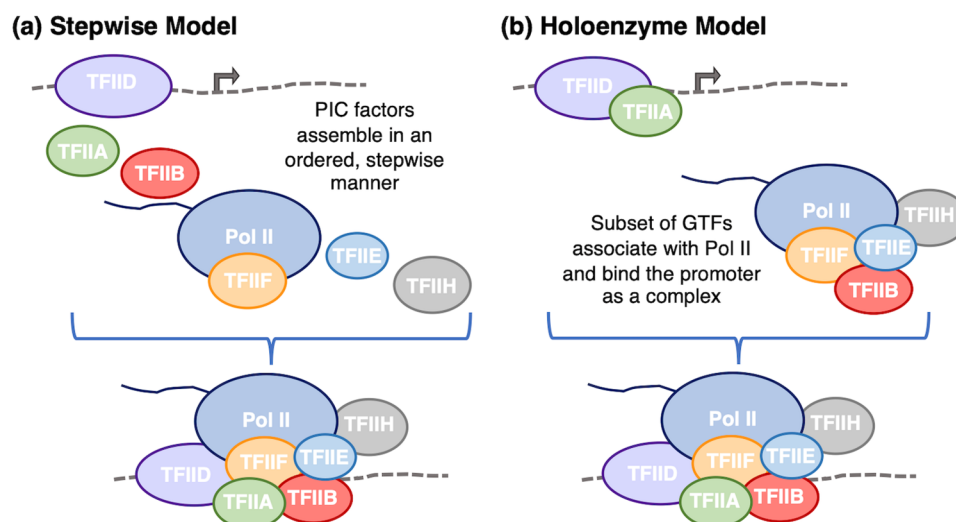 (a) Stepwise Model
TFIID
PIC factors
assemble in an
ordered, stepwise
manner
TFIIA
TFIIB
Pol II
TFIIE
TFIIF
TFIIH
Pol II
TFIIH
TFIIF
TFIIE
TFIID
TFIIA
TFIIB
(b) Holoenzyme Model
TFIID
TFIIA
Pol II
TFIIH
Subset of GTFs
associate with Pol II
and bind the promoter
as a complex
TFIIE
TFIIF
TFIIB
Pol II
TFIIH
TFIIF
TFIIE
TFIID
TFIIA
TFIIB